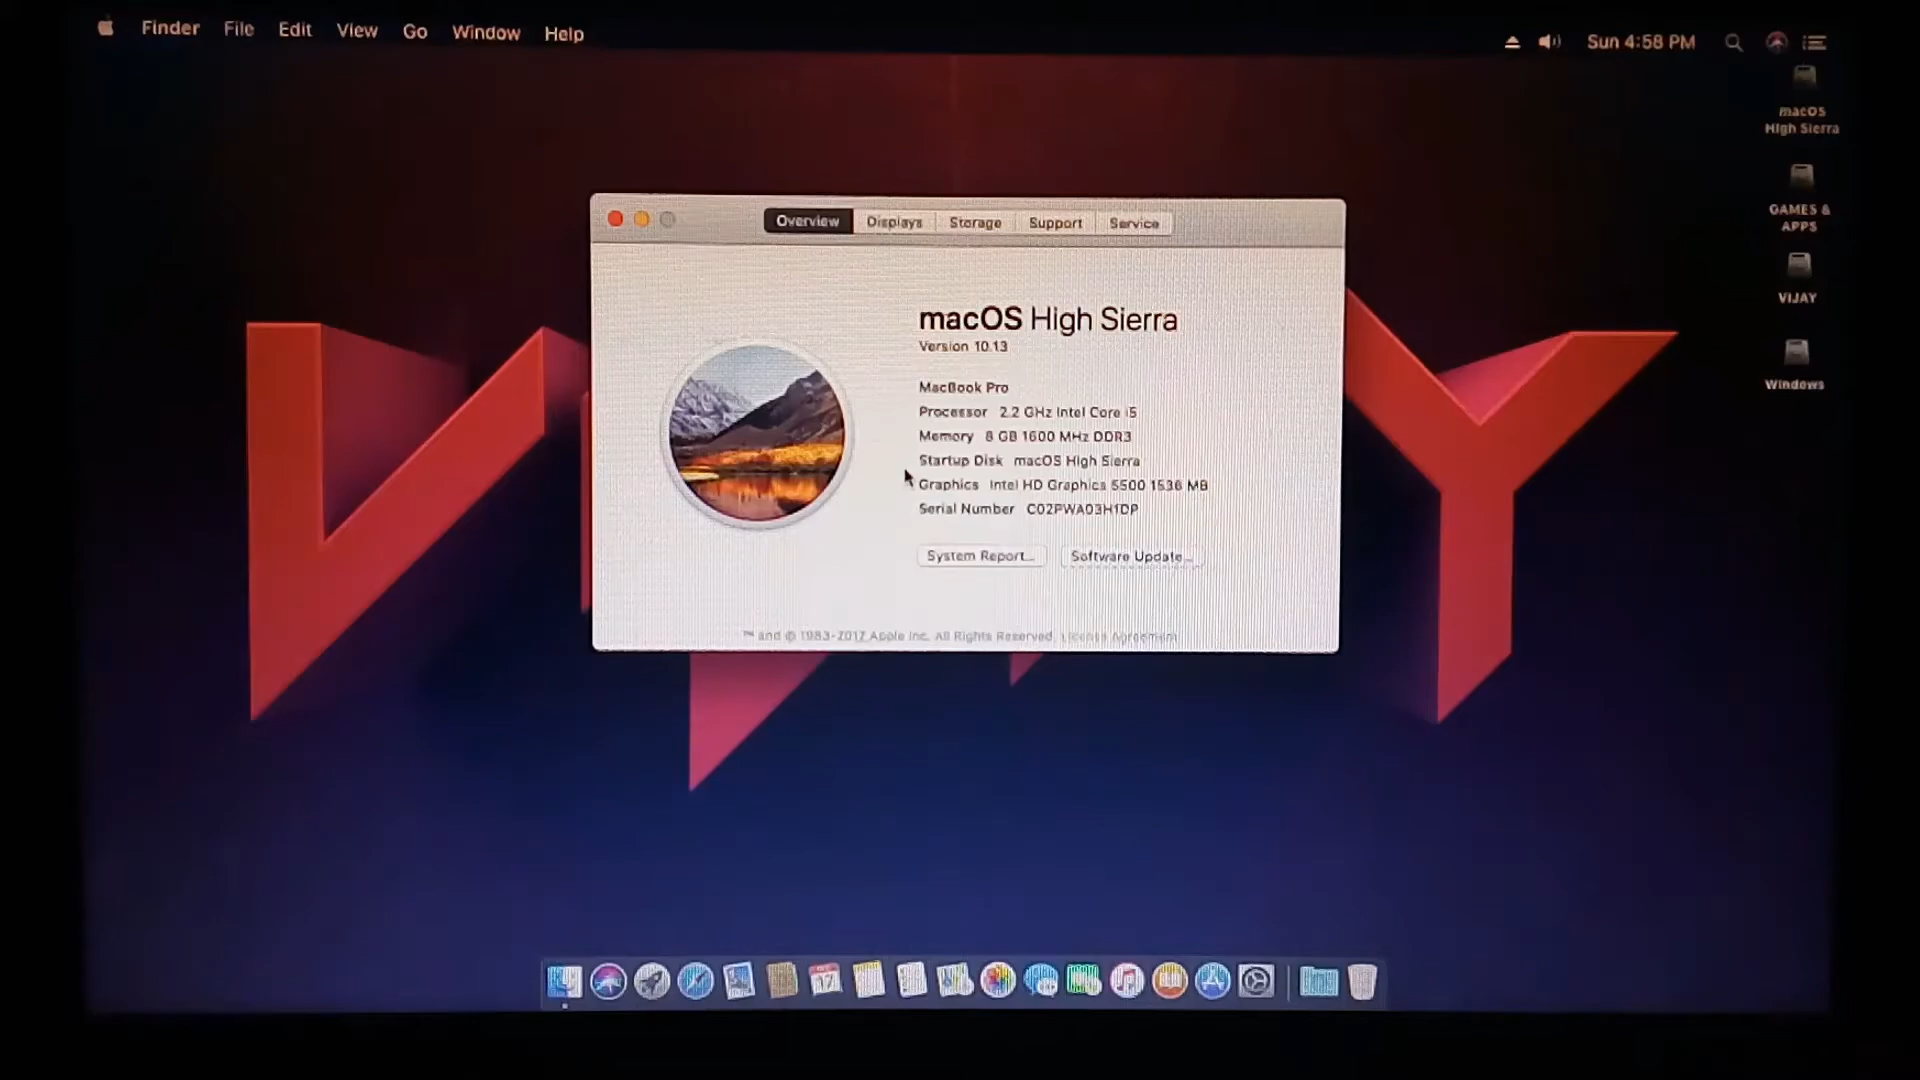 Finder File Edit View Go Window Help
Sun 4:58 PM
macOS
High Sierra
GAMES &
APPS
VIJAY
Windows
Overview Displays Storage Support Service
macOS High Sierra
Version 10.13
MacBook Pro
Processor 2.2 GHz Intel Core i5
Memory 8 GB 1600 MHz DDR3
Startup Disk macOS High Sierra
Graphics Intel HD Graphics 5500 1536 MB
Serial Number C02PWA03H1DP
System Report...
Software Update...
™ and © 1983-2017 Apple Inc. All Rights Reserved. License Agreement
17